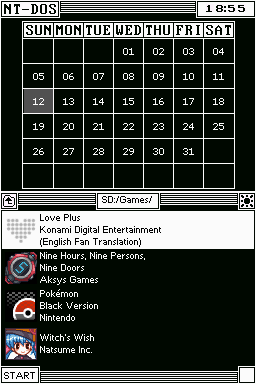 NT-DOS 18:55
SUN MON TUE WED THU FRI SAT
01 02 03 04
05 06 07 08 09 10 11
12 13 14 15 16 17 18
19 20 21 22 23 24 25
26 27 28 29 30 31
SD:/Games/
Love Plus
Konami Digital Entertainment
(English Fan Translation)
Nine Hours, Nine Persons,
Nine Doors
Aksys Games
Pokémon
Black Version
Nintendo
Witch's Wish
Natsume Inc.
START